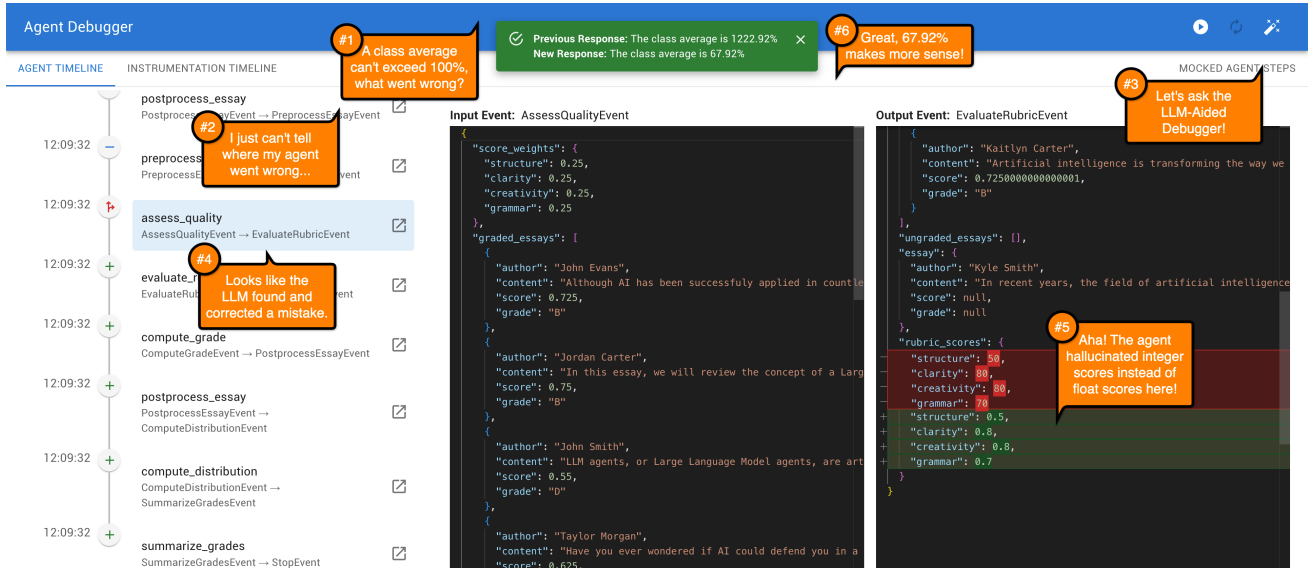 Agent Debugger
#1
A class average
can't exceed 100%,
what went wrong?
Previous Response: The class average is 1222.92%
New Response: The class average is 67.92%
#6
Great, 67.92%
makes more sense!
AGENT TIMELINE
INSTRUMENTATION TIMELINE
MOCKED AGENT STEPS
#3
Let's ask the
LLM-Aided
Debugger!
postprocess_essay
→ PreprocessEssayEvent
#2
I just can't tell
where my agent
went wrong...
12:09:32
12:09:32
assess_quality
AssessQualityEvent → EvaluateRubricEvent
#4
Looks like the
LLM found and
corrected a mistake.
12:09:32
12:09:32
compute_grade
ComputeGradeEvent → PostprocessEssayEvent
12:09:32
postprocess_essay
PostprocessEssayEvent →
ComputeDistributionEvent
12:09:32
compute_distribution
ComputeDistributionEvent →
SummarizeGradesEvent
12:09:32
summarize_grades
SummarizeGradesEvent → StopEvent
Input Event: AssessQualityEvent
{
"score_weights": {
"structure": 0.25,
"clarity": 0.25,
"creativity": 0.25,
"grammar": 0.25
},
"graded_essays": [
{
"author": "John Evans",
"content": "Although AI has been successfuly applied in countle
"score": 0.725,
"grade": "B"
},
{
"author": "Jordan Carter",
"content": "In this essay, we will review the concept of a Larg
"score": 0.75,
"grade": "B"
},
{
"author": "John Smith",
"content": "LLM agents, or Large Language Model agents, are art
"score": 0.55,
"grade": "D"
},
{
"author": "Taylor Morgan",
"content": "Have you ever wondered if AI could defend you in a
"score": 0.625,
Output Event: EvaluateRubricEvent
{
"author": "Kaitlyn Carter",
"content": "Artificial intelligence is transforming the way we
"score": 0.7250000000000001,
"grade": "B"
}
],
"ungraded_essays": [],
"essay": {
"author": "Kyle Smith",
"content": "In recent years, the field of artificial intelligence
"score": null,
"grade": null
},
"rubric_scores": {
- "structure": 50,
- "clarity": 80,
- "creativity": 80,
- "grammar": 70
+ "structure": 0.5,
+ "clarity": 0.8,
+ "creativity": 0.8,
+ "grammar": 0.7
}
}
#5
Aha! The agent
hallucinated integer
scores instead of
float scores here!